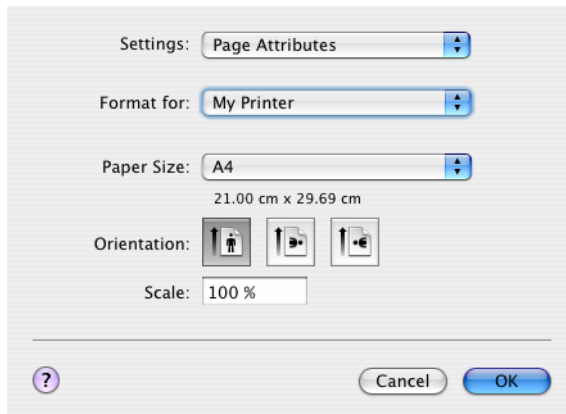 Settings: Page Attributes
Format for: My Printer
Paper Size: A4
21.00 cm x 29.69 cm
Orientation:
Scale: 100 %
?
Cancel OK